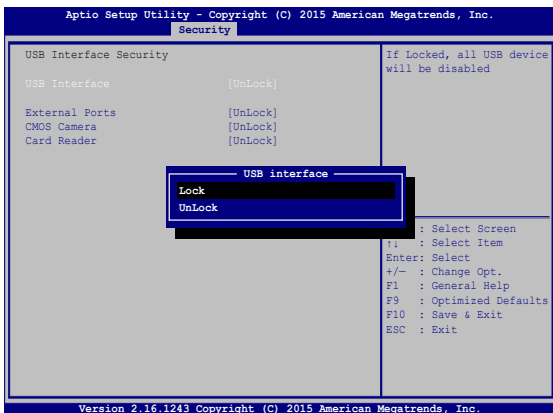 Aptio Setup Utility - Copyright (C) 2015 American Megatrends, Inc.
Security
USB Interface Security
USB Interface [UnLock]
External Ports [UnLock]
CMOS Camera [UnLock]
Card Reader [UnLock]
If Locked, all USB device
will be disabled
USB interface
Lock
UnLock
: Select Screen
↑↓ : Select Item
Enter: Select
+/— : Change Opt.
F1 : General Help
F9 : Optimized Defaults
F10 : Save & Exit
ESC : Exit
Version 2.16.1243 Copyright (C) 2015 American Megatrends, Inc.